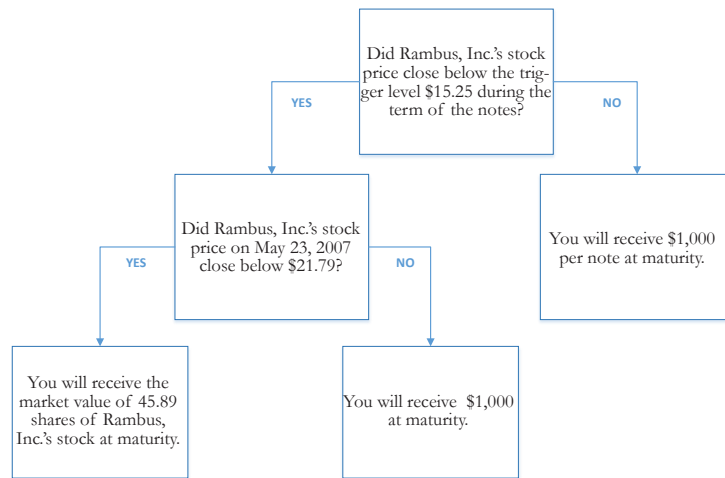 Did Rambus, Inc.'s stock
price close below the trig-
ger level $15.25 during the
term of the notes?
YES
NO
Did Rambus, Inc.'s stock
price on May 23, 2007
close below $21.79?
You will receive $1,000
per note at maturity.
YES
NO
You will receive the
market value of 45.89
shares of Rambus,
Inc.'s stock at maturity.
You will receive $1,000
at maturity.